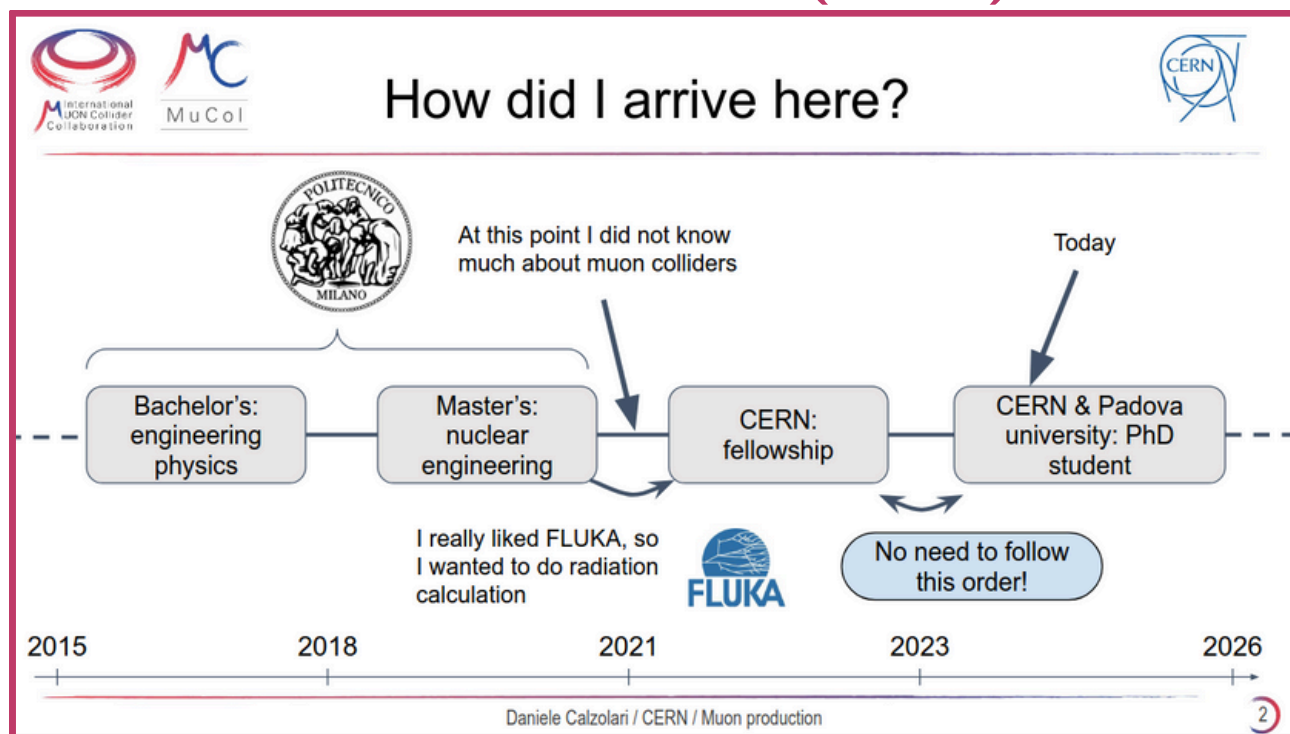 International
MUON Collider
Collaboration
MuCol
How did I arrive here?
CERN
POLITECNICO
MILANO
At this point I did not know
much about muon colliders
Today
Bachelor's:
engineering
physics
Master's:
nuclear
engineering
CERN:
fellowship
CERN & Padova
university: PhD
student
I really liked FLUKA, so
I wanted to do radiation
calculation
FLUKA
No need to follow
this order!
2015
2018
2021
2023
2026
Daniele Calzolari / CERN / Muon production
2